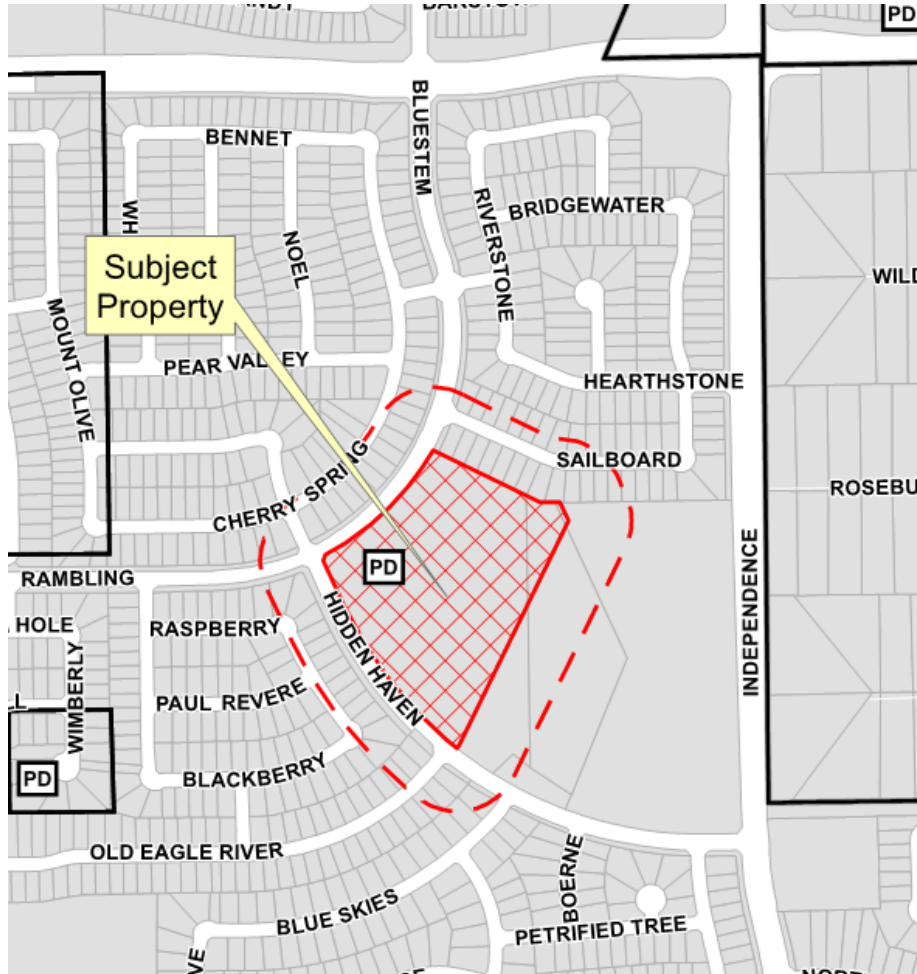 PD
BENNET
BLUESTEM
WH
NOEL
RIVERSTONE
BRIDGEWATER
Subject
Property
WILD
MOUNT OLIVE
PEAR VALLEY
HEARTHSTONE
CHERRY SPRING
SAILBOARD
ROSEBU
PD
RAMBLING
HOLE
RASPBERRY
HIDDEN HAVEN
INDEPENDENCE
WIMBERLY
PAUL REVERE
L
PD
BLACKBERRY
OLD EAGLE RIVER
BOERNE
BLUE SKIES
PETRIFIED TREE
VE